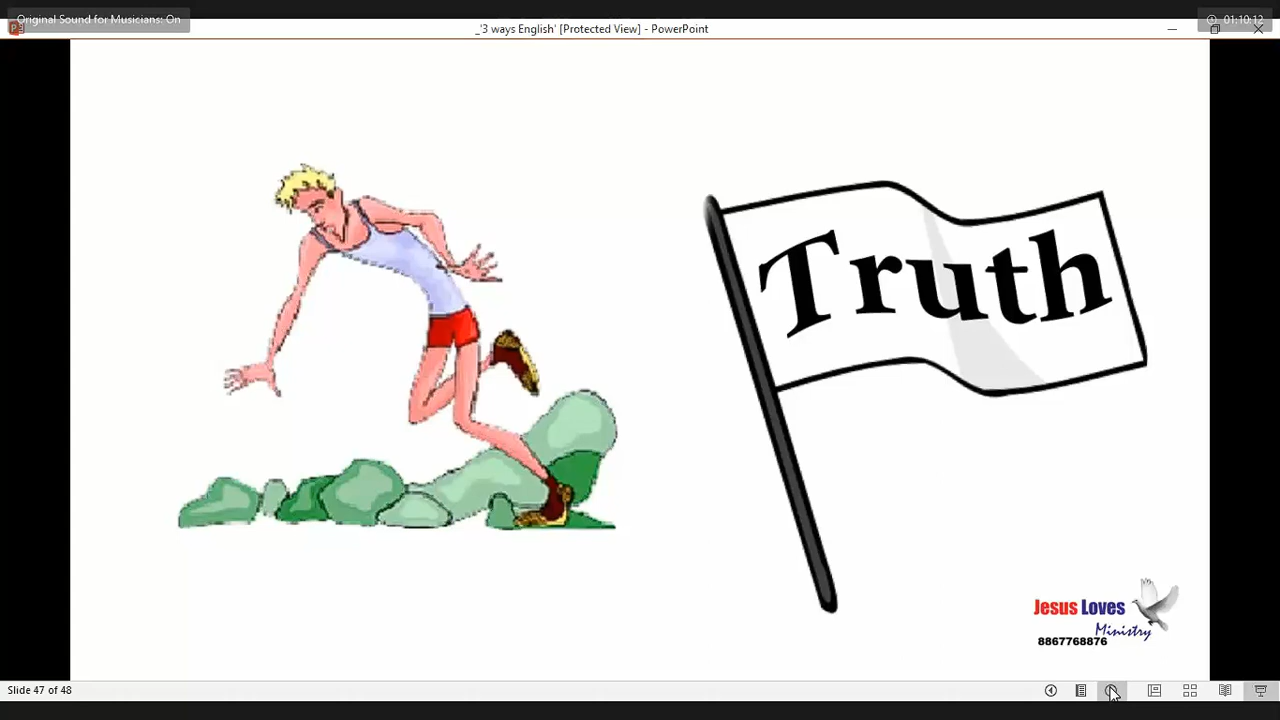 Original Sound for Musicians: On
01:10:12
_'3 ways English' [Protected View] - PowerPoint
Truth
Jesus Loves
Ministry
8867768876
Slide 47 of 48